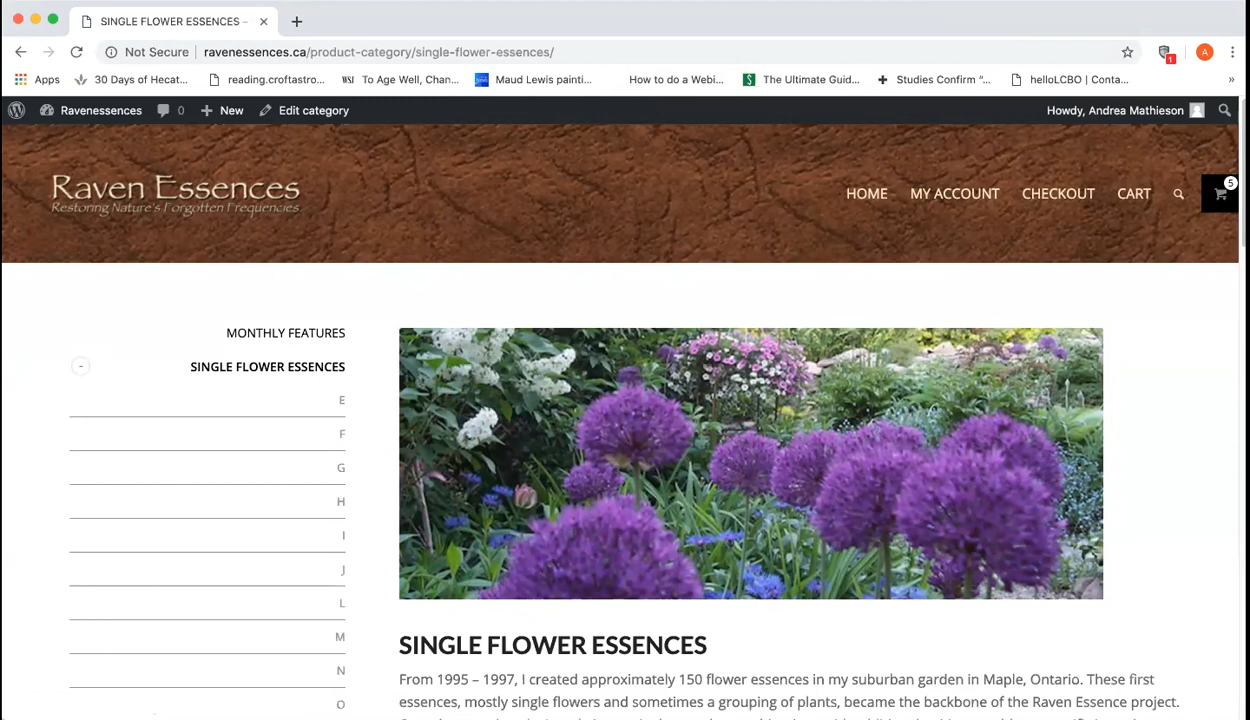 SINGLE FLOWER ESSENCES –
Not Secure ravenessences.ca/product-category/single-flower-essences/
A
1
Apps 30 Days of Hecat... reading.croftastro... WSJ To Age Well, Chan... Maud Lewis painti... How to do a Webi... S The Ultimate Guid... Studies Confirm “... helloLCBO | Conta... »
Ravenessences 0 New Edit category Howdy, Andrea Mathieson
Raven Essences
Restoring Nature's Forgotten Frequencies
HOME MY ACCOUNT CHECKOUT CART 5
MONTHLY FEATURES
- SINGLE FLOWER ESSENCES
E
F
G
H
I
J
L
M
N
O
SINGLE FLOWER ESSENCES
From 1995 – 1997, I created approximately 150 flower essences in my suburban garden in Maple, Ontario. These first
essences, mostly single flowers and sometimes a grouping of plants, became the backbone of the Raven Essence project.